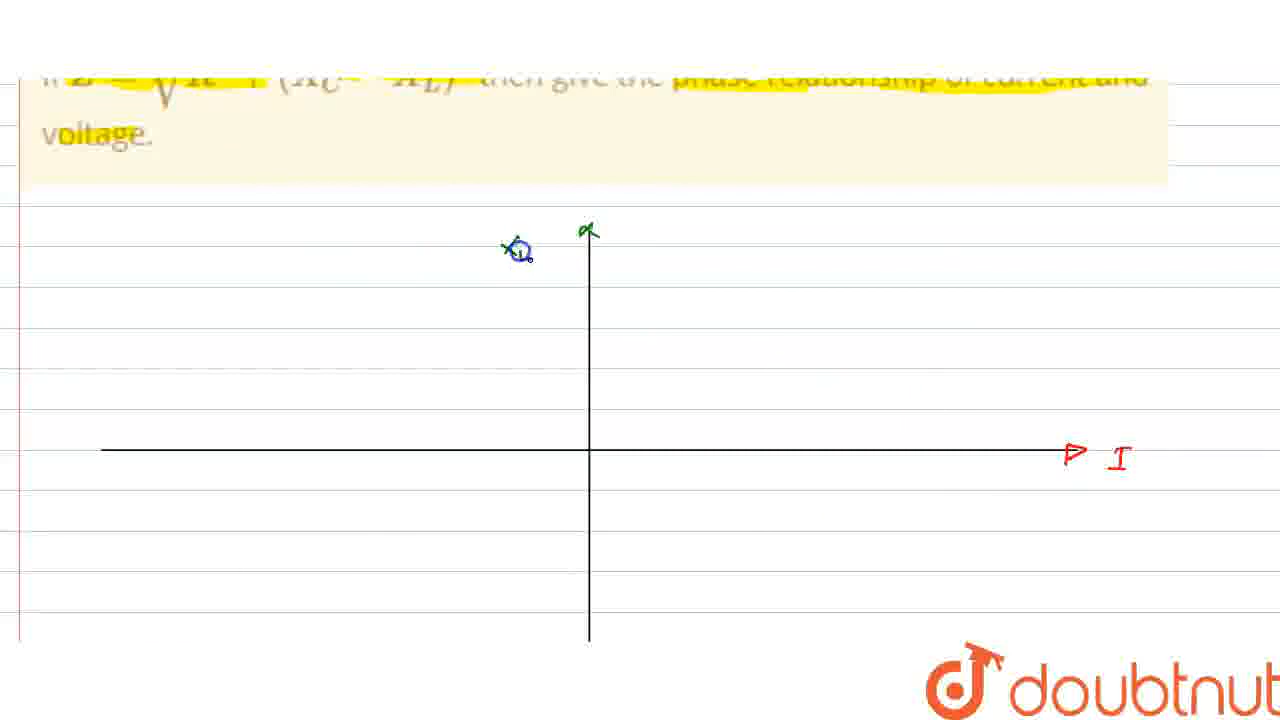 then give the phase relationship of current and
voltage.
I
doubtnut